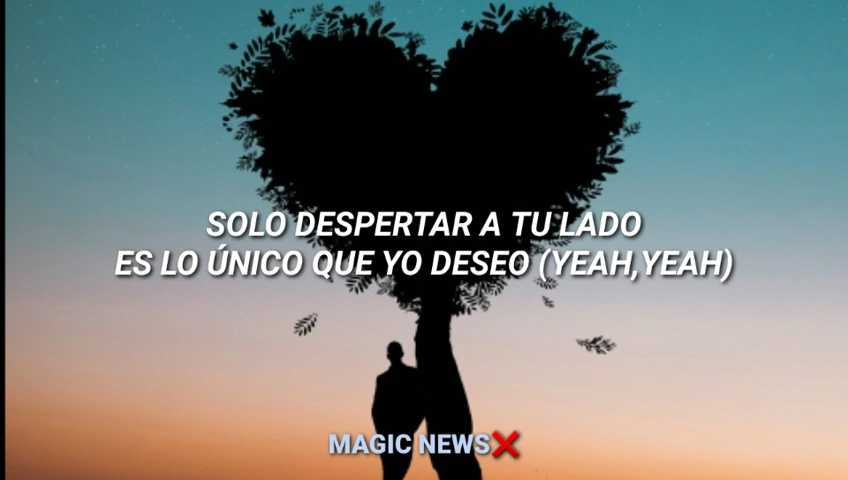 SOLO DESPERTAR A TU LADO
ES LO ÚNICO QUE YO DESEO (YEAH,YEAH)
MAGIC NEWS❌